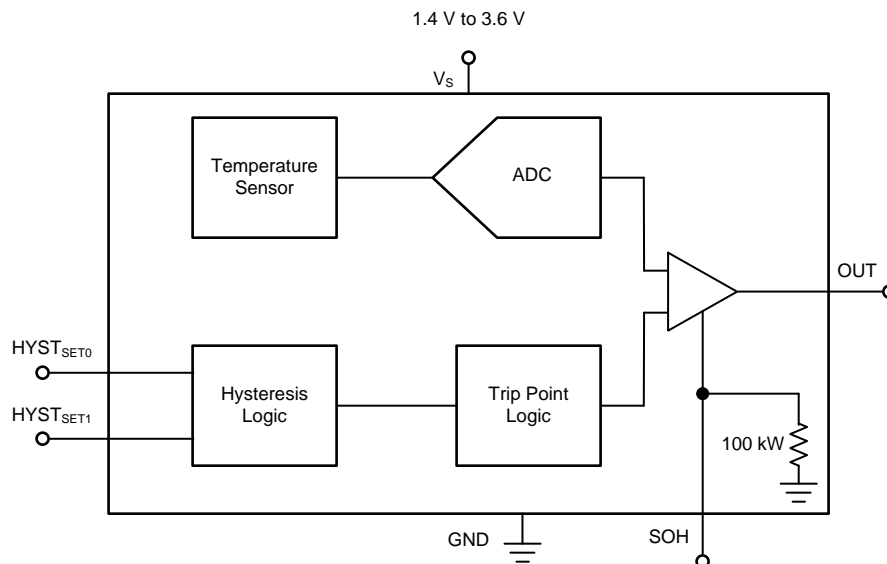 1.4 V to 3.6 V
VS
Temperature
Sensor
ADC
OUT
HYSTSET0
HYSTSET1
Hysteresis
Logic
Trip Point
Logic
100 kW
GND
SOH